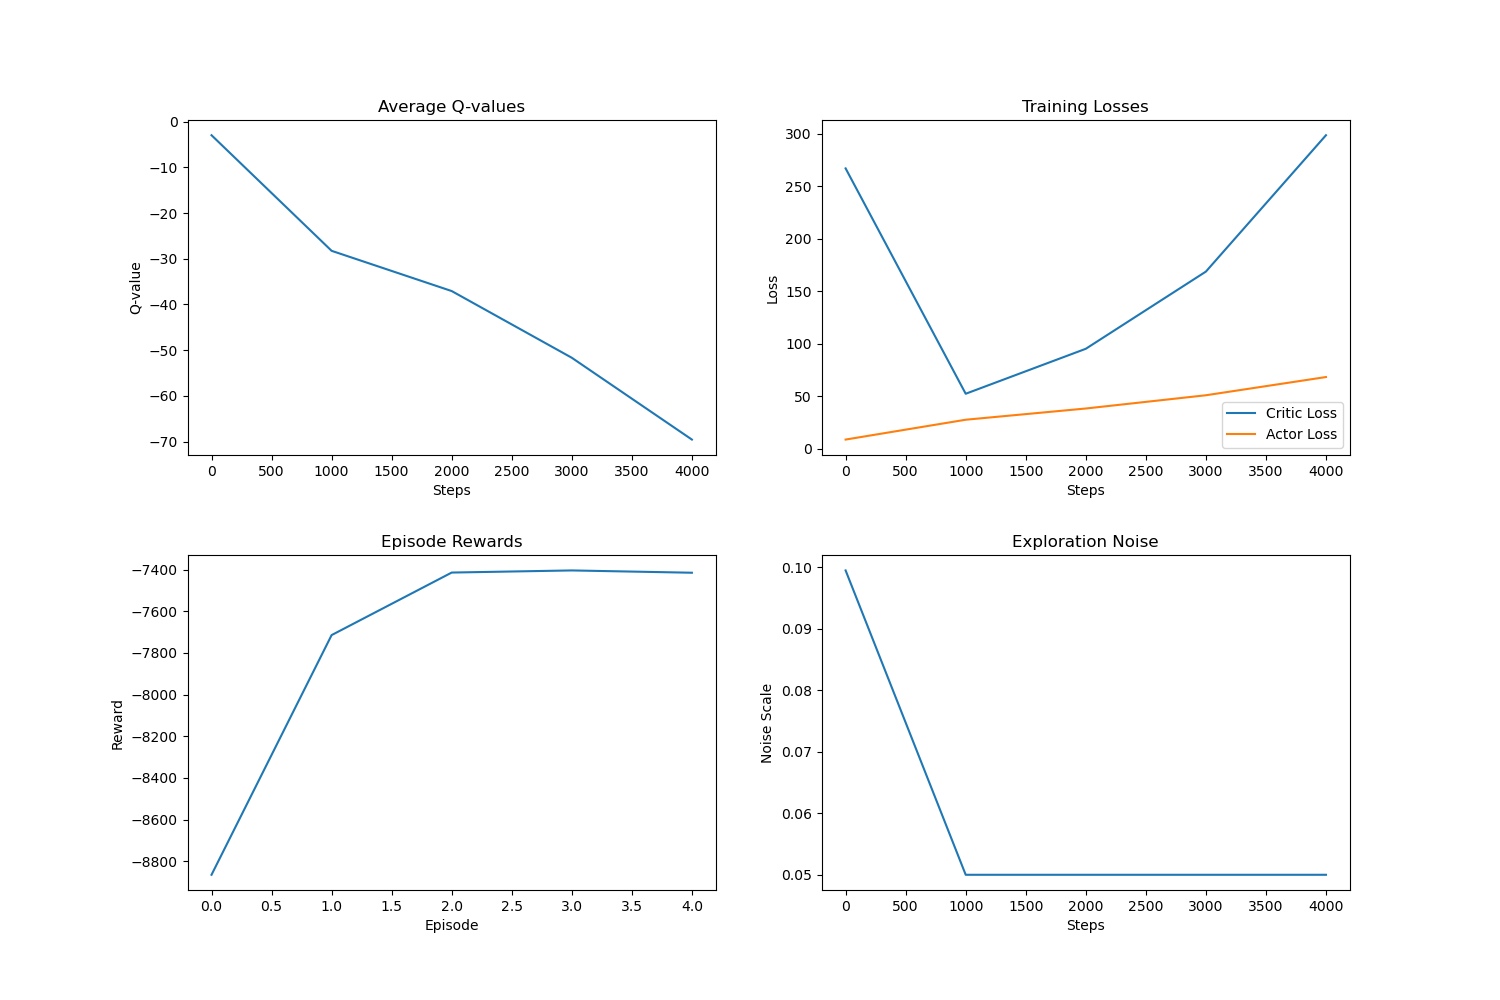 Average Q-values
0
−10
−20
−30
−40
−50
−60
−70
Q-value
0 500 1000 1500 2000 2500 3000 3500 4000
Steps
Training Losses
300
250
200
150
100
50
0
Loss
Critic Loss
Actor Loss
0 500 1000 1500 2000 2500 3000 3500 4000
Steps
Episode Rewards
−7400
−7600
−7800
−8000
−8200
−8400
−8600
−8800
Reward
0.0 0.5 1.0 1.5 2.0 2.5 3.0 3.5 4.0
Episode
Exploration Noise
0.10
0.09
0.08
0.07
0.06
0.05
Noise Scale
0 500 1000 1500 2000 2500 3000 3500 4000
Steps